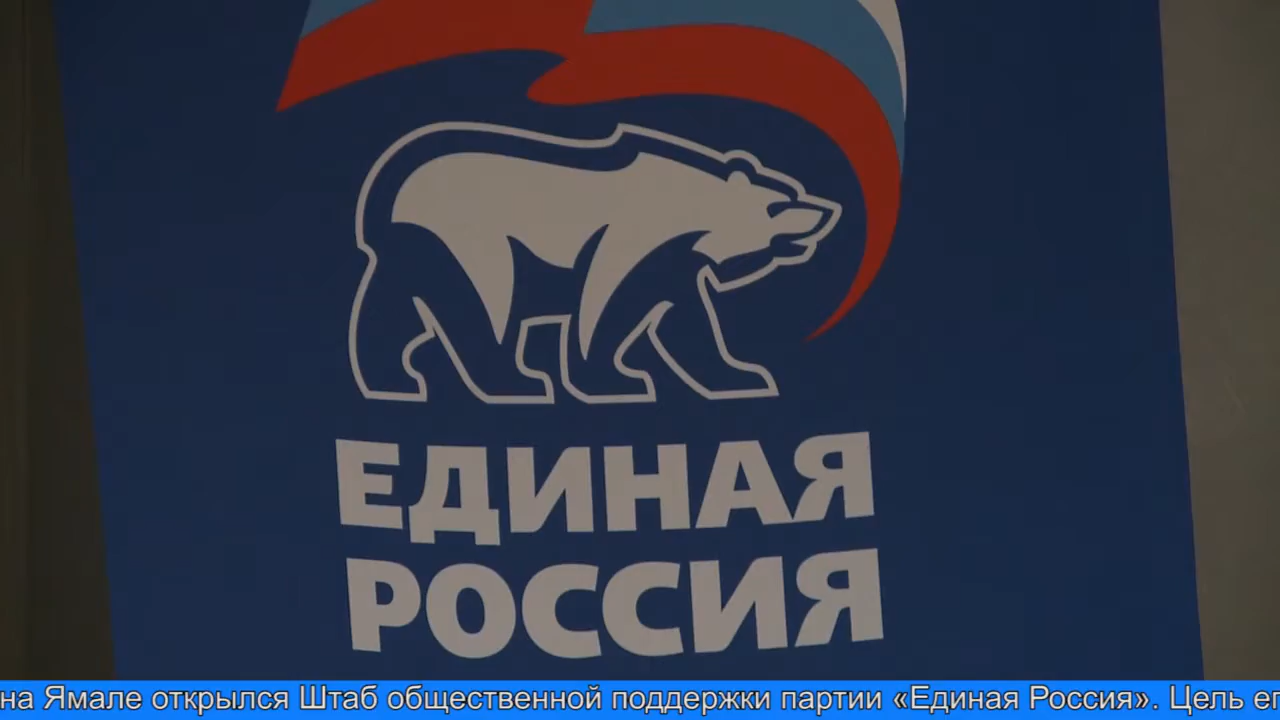 ЕДИНАЯ
РОССИЯ
на Ямале открылся Штаб общественной поддержки партии «Единая Россия». Цель ег